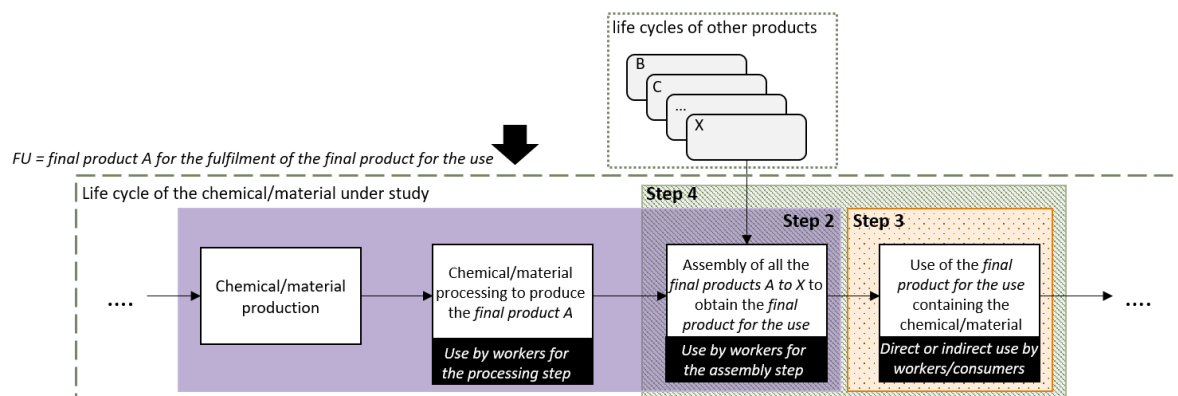 life cycles of other products
B
C
...
X
FU = final product A for the fulfilment of the final product for the use
Life cycle of the chemical/material under study
Step 4
Step 2
Step 3
....
Chemical/material
production
Chemical/material
processing to produce
the final product A
Use by workers for
the processing step
Assembly of all the
final products A to X to
obtain the final
product for the use
Use by workers for
the assembly step
Use of the final
product for the use
containing the
chemical/material
Direct or indirect use by
workers/consumers
....